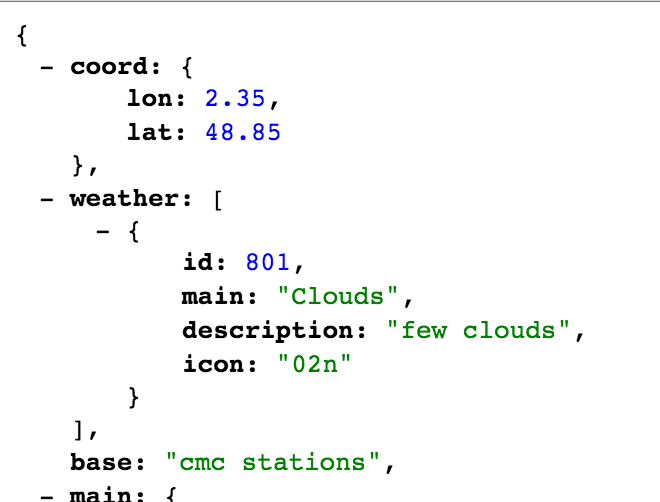 {
- coord: {
lon: 2.35,
lat: 48.85
},
- weather: [
- {
id: 801,
main: "Clouds",
description: "few clouds",
icon: "02n"
}
],
base: "cmc stations",
- main: {